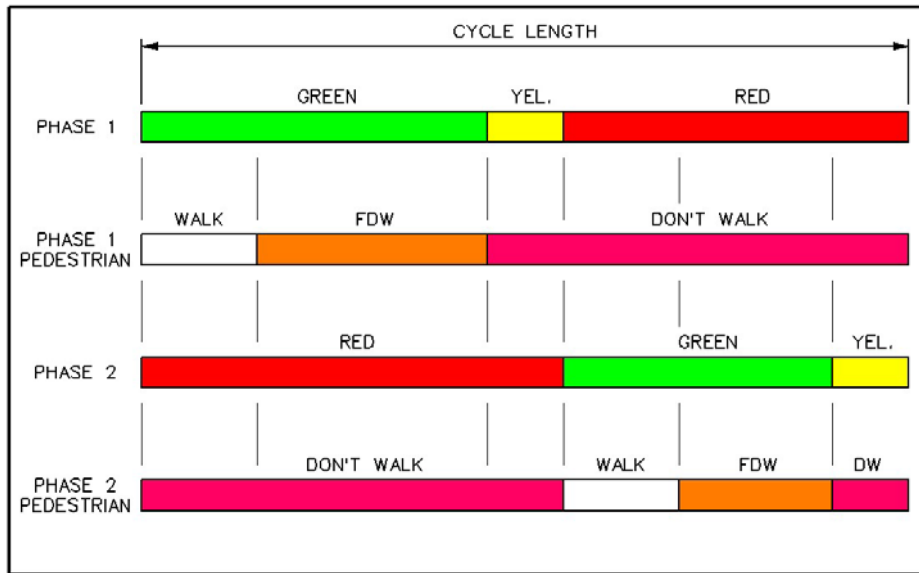 CYCLE LENGTH
GREEN YEL. RED
PHASE 1
WALK FDW DON'T WALK
PHASE 1
PEDESTRIAN
RED GREEN YEL.
PHASE 2
DON'T WALK WALK FDW DW
PHASE 2
PEDESTRIAN